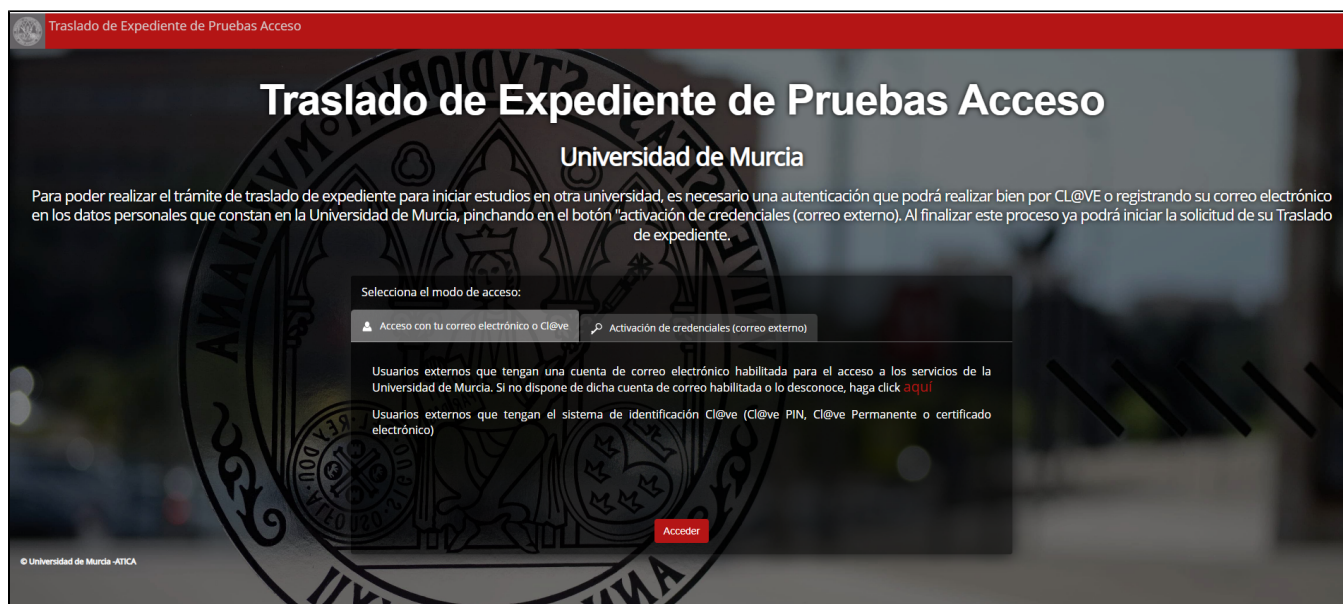 Traslado de Expediente de Pruebas Acceso
Traslado de Expediente de Pruebas Acceso
Universidad de Murcia
Para poder realizar el trámite de traslado de expediente para iniciar estudios en otra universidad, es necesario una autenticación que podrá realizar bien por CL@VE o registrando su correo electrónico
en los datos personales que constan en la Universidad de Murcia, pinchando en el botón "activación de credenciales (correo externo). Al finalizar este proceso ya podrá iniciar la solicitud de su Traslado
de expediente.
Selecciona el modo de acceso:
Acceso con tu correo electrónico o Cl@ve
Activación de credenciales (correo externo)
Usuarios externos que tengan una cuenta de correo electrónico habilitada para el acceso a los servicios de la
Universidad de Murcia. Si no dispone de dicha cuenta de correo habilitada o lo desconoce, haga click aquí
Usuarios externos que tengan el sistema de identificación Cl@ve (Cl@ve PIN, Cl@ve Permanente o certificado
electrónico)
Acceder
© Universidad de Murcia -ATICA